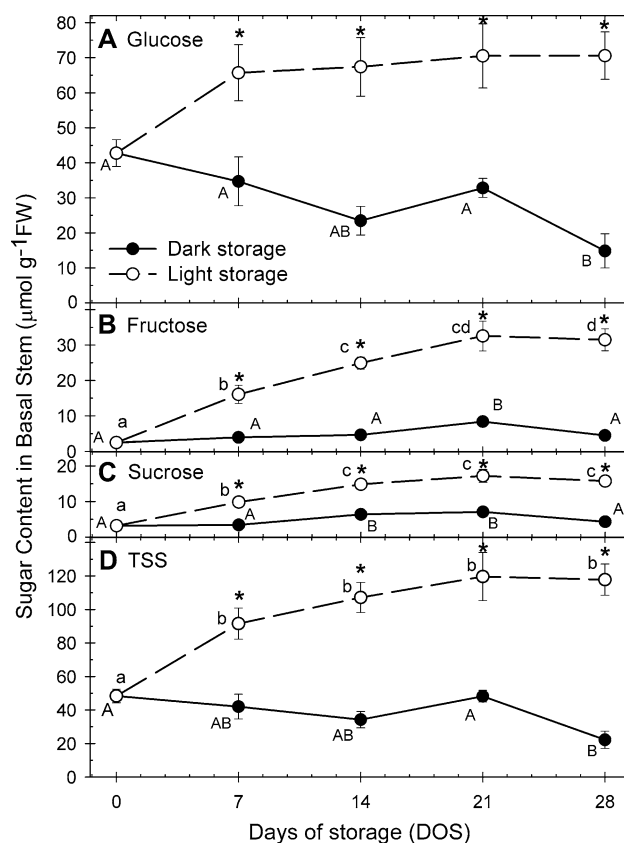 A Glucose
80
70
60
50
40
30
20
10
0
* * * *
A A AB A B
Dark storage
Light storage
B Fructose
30
20
10
0
a b * c * cd * d *
A A A B A
C Sucrose
20
10
0
a b * c * c * c *
A A B B A
D TSS
120
100
80
60
40
20
0
a b * b * b * b *
A AB AB A B
0 7 14 21 28
Days of storage (DOS)
Sugar Content in Basal Stem (μmol g⁻¹FW)